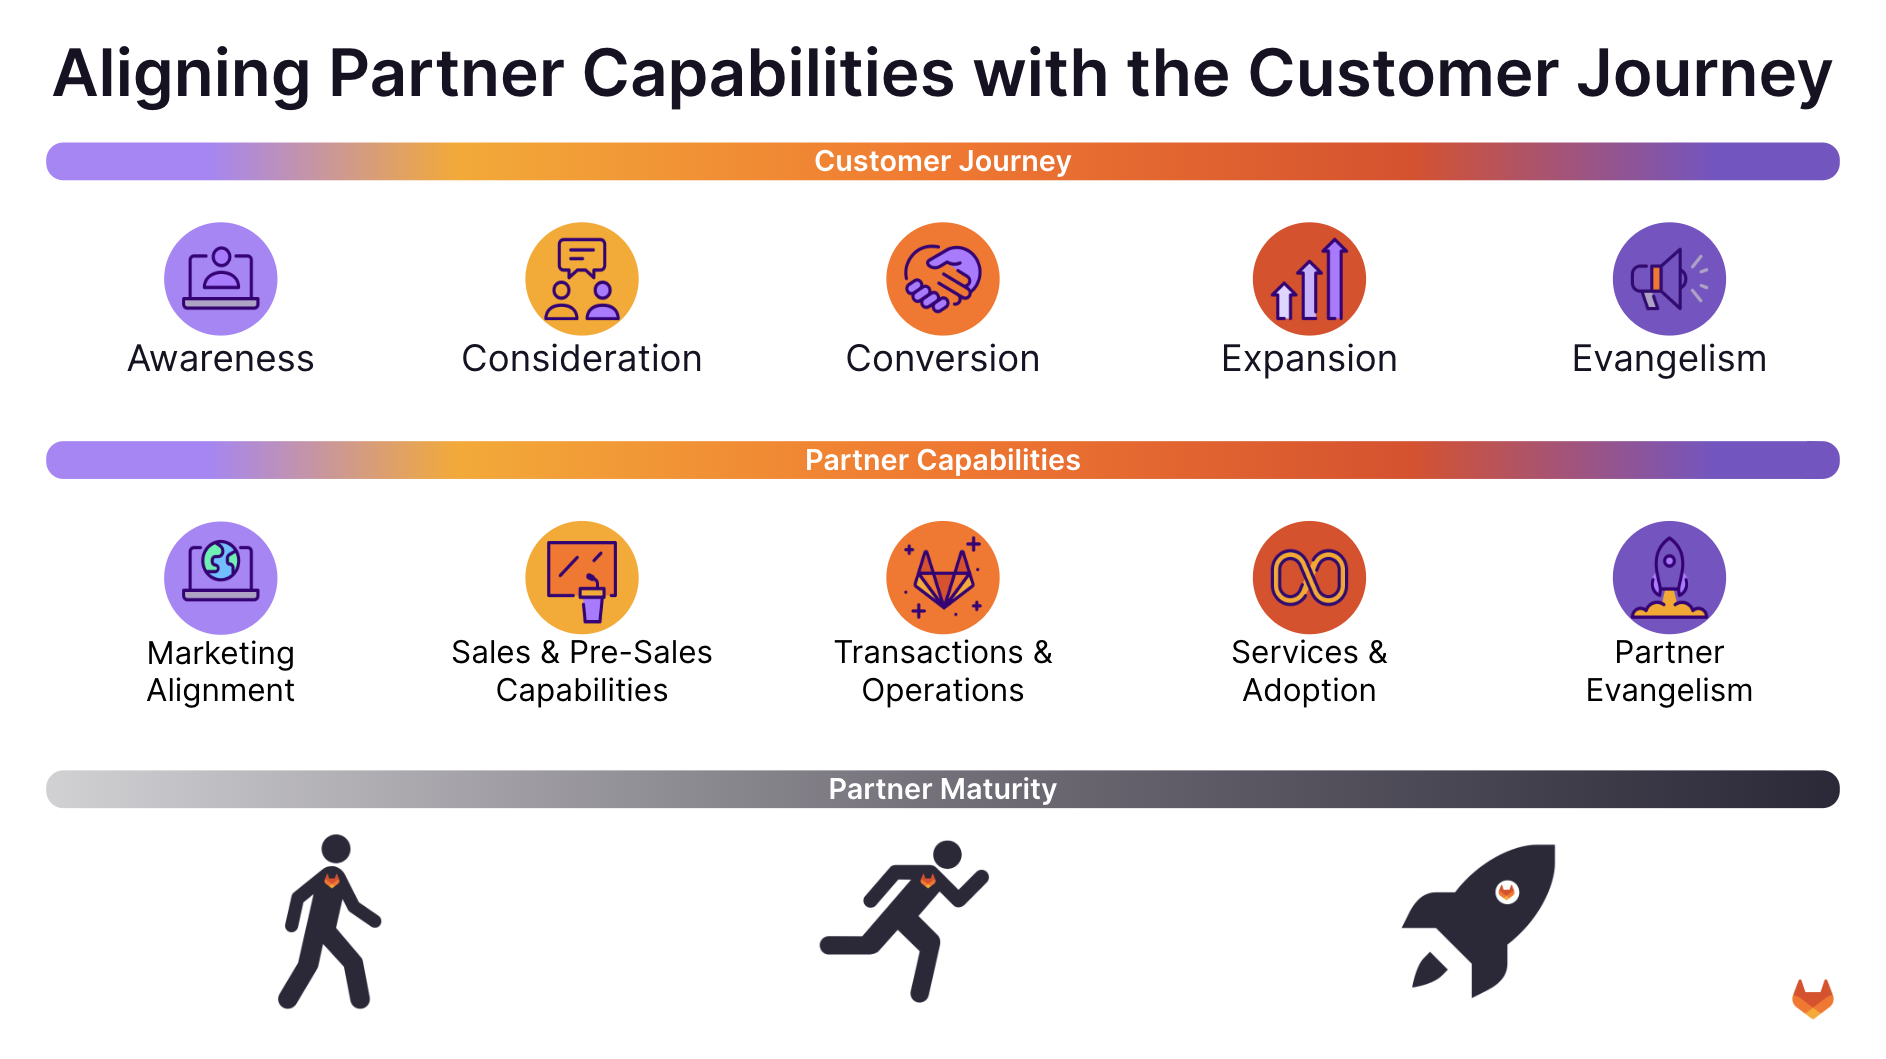 Aligning Partner Capabilities with the Customer Journey
Customer Journey
Awareness
Consideration
Conversion
Expansion
Evangelism
Partner Capabilities
Marketing
Alignment
Sales & Pre-Sales
Capabilities
Transactions &
Operations
Services &
Adoption
Partner
Evangelism
Partner Maturity